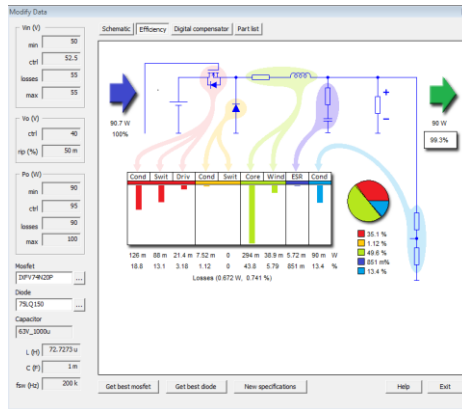 Modify Data
Vin (V)
min 50
ctrl 52.5
losses 55
max 55
Vo (V)
ctrl 40
rip (%) 50 m
Po (W)
min 90
ctrl 95
losses 90
max 100
Mosfet
IXFV74N20P ...
Diode
75LQ150 ...
Capacitor
63V_1000u
L (H) 72.7273 u
C (F) 1 m
fsw (Hz) 200 k
Schematic Efficiency Digital compensator Part list
90.7 W
100%
+
-
90 W
99.3%
Cond Swit Driv Cond Swit Core Wind ESR Cond
126 m 88 m 21.4 m 7.52 m 0 294 m 38.9 m 5.72 m 90 m W
18.8 13.1 3.18 1.12 0 43.8 5.79 851 m 13.4 %
Losses (0.672 W, 0.741 %)
35.1 %
1.12 %
49.6 %
851 m%
13.4 %
Get best mosfet Get best diode New specifications Help Exit